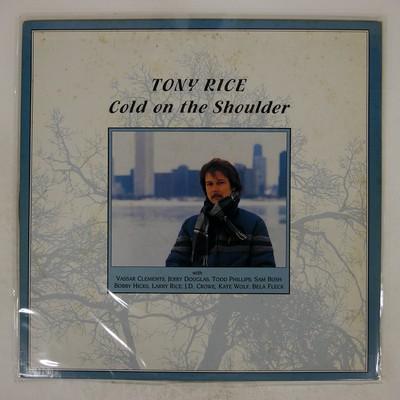 TONY RICE
Cold on the Shoulder
with
VASSAR CLEMENTS, JERRY DOUGLAS, TODD PHILLIPS, SAM BUSH
BOBBY HICKS, LARRY RICE, J.D. CROWE, KATE WOLF, BELA FLECK